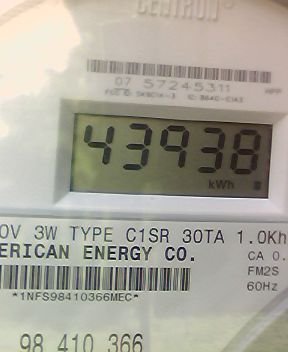 CENTRON
07 57245311
43938
kWh
0V 3W TYPE C1SR 30TA 1.0Kh
ERICAN ENERGY CO.
CA 0.
FM2S
60Hz
*1NFS98410366MEC*
98 410 366